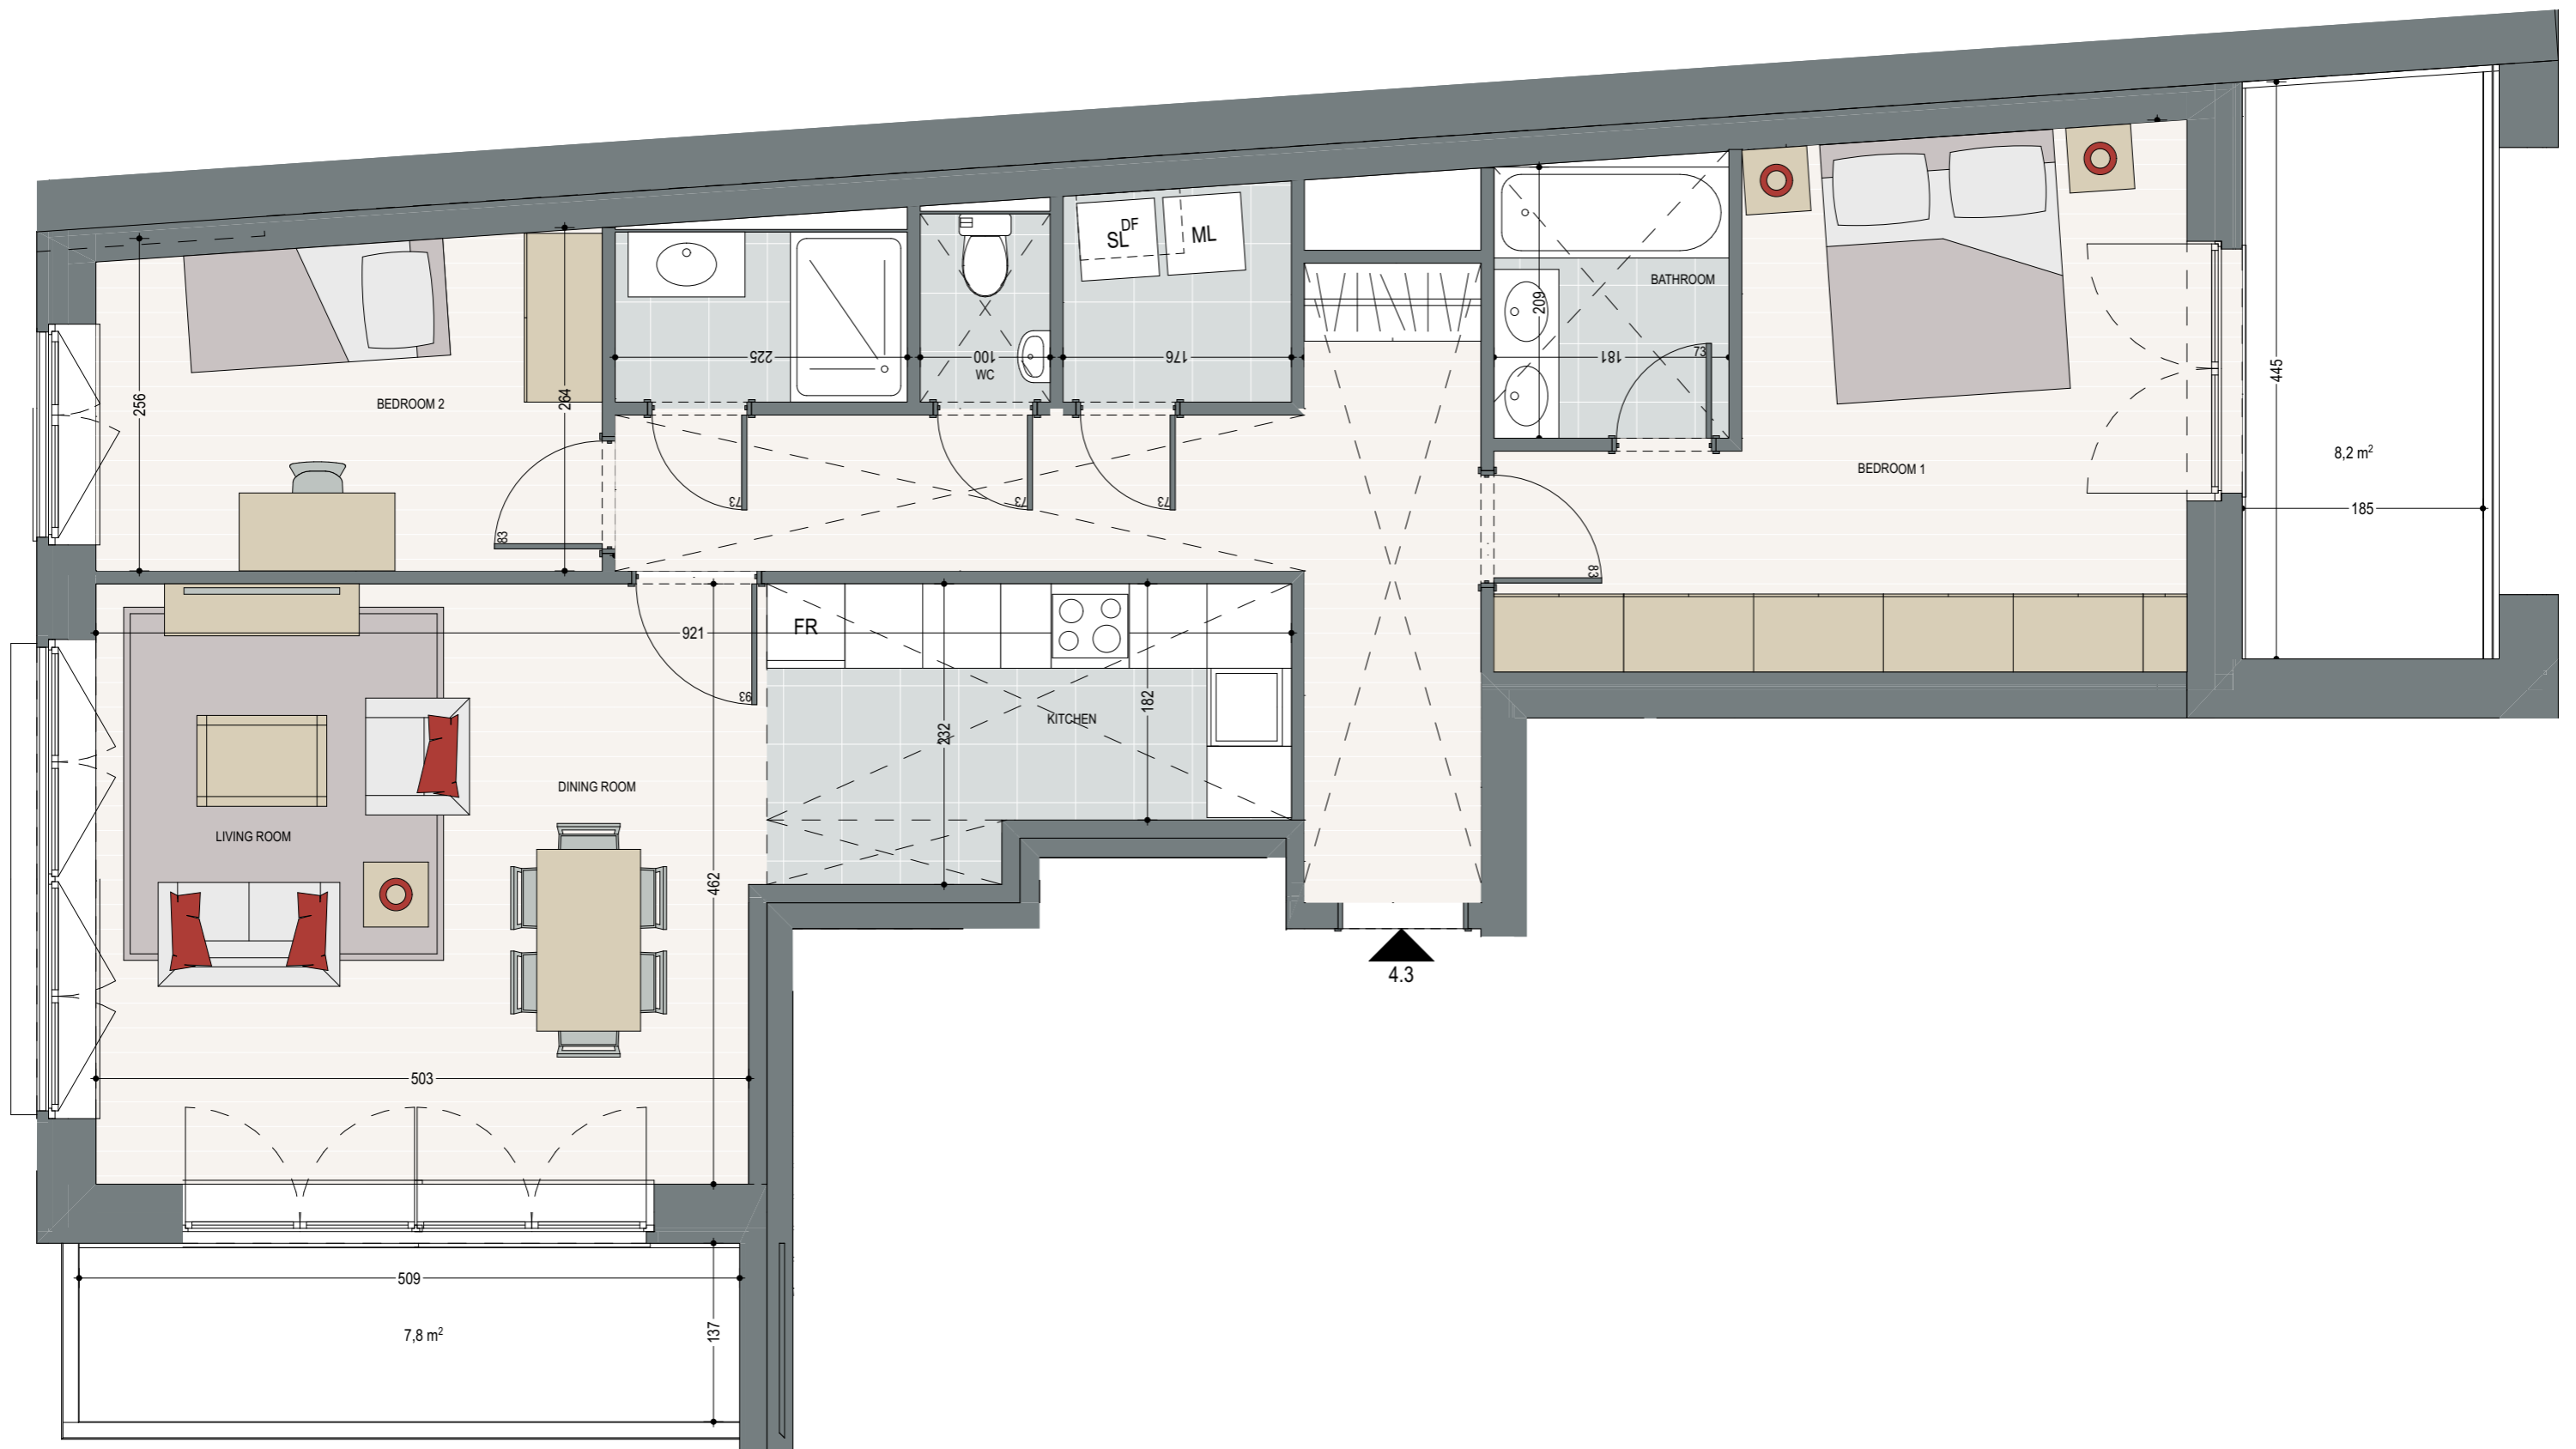 DF
SL
ML
BATHROOM
209
225
100
WC
176
181
73
445
256
BEDROOM 2
264
8,2 m²
BEDROOM 1
185
73
73
73
83
83
FR
921
93
232
182
KITCHEN
DINING ROOM
LIVING ROOM
462
4.3
503
509
7,8 m²
137